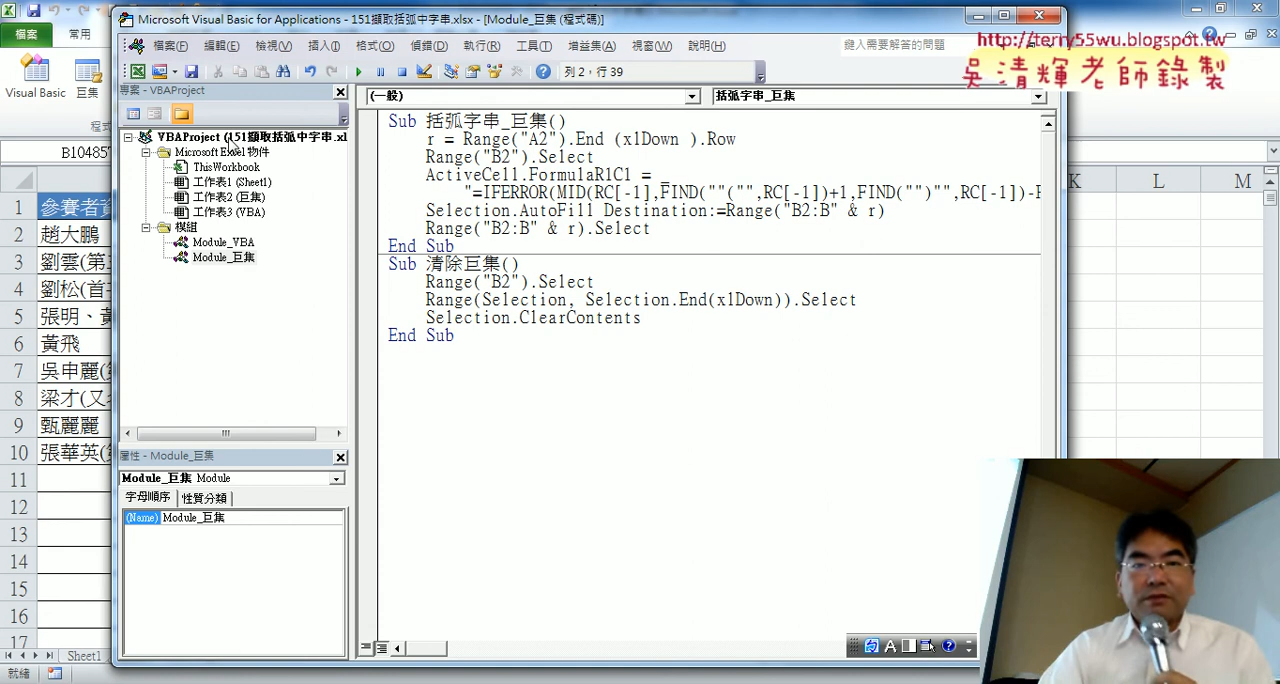 Microsoft Visual Basic for Applications - 151擷取括弧中字串.xlsx - [Module_巨集 (程式碼)]
http://terry55wu.blogspot.tw
吳清輝老師錄製
檔案
常用
檔案(F) 編輯(E) 檢視(V) 插入(I) 格式(O) 偵錯(D) 執行(R) 工具(T) 增益集(A) 視窗(W) 說明(H)
鍵入需要解答的問題
列 2，行 39
Visual Basic
巨集
程式
專案 - VBAProject
(一般)
括弧字串_巨集
VBAProject (151擷取括弧中字串.xl
Microsoft Excel 物件
ThisWorkbook
工作表1 (Sheet1)
工作表2 (巨集)
工作表3 (VBA)
模組
Module_VBA
Module_巨集
Sub 括弧字串_巨集()
r = Range("A2").End (xlDown ).Row
Range("B2").Select
ActiveCell.FormulaR1C1 = _
"=IFERROR(MID(RC[-1],FIND(""("",RC[-1])+1,FIND("")"",RC[-1])-F
Selection.AutoFill Destination:=Range("B2:B" & r)
Range("B2:B" & r).Select
End Sub
Sub 清除巨集()
Range("B2").Select
Range(Selection, Selection.End(xlDown)).Select
Selection.ClearContents
End Sub
屬性 - Module_巨集
Module_巨集 Module
字母順序 性質分類
(Name) Module_巨集
B10485
K L M
1 參賽者資
2 趙大鵬
3 劉雲(第
4 劉松(首
5 張明、黃
6 黃飛
7 吳申麗(
8 梁才(又
9 甄麗麗
10 張華英(
11
12
13
14
15
16
17
Sheet1
就緒